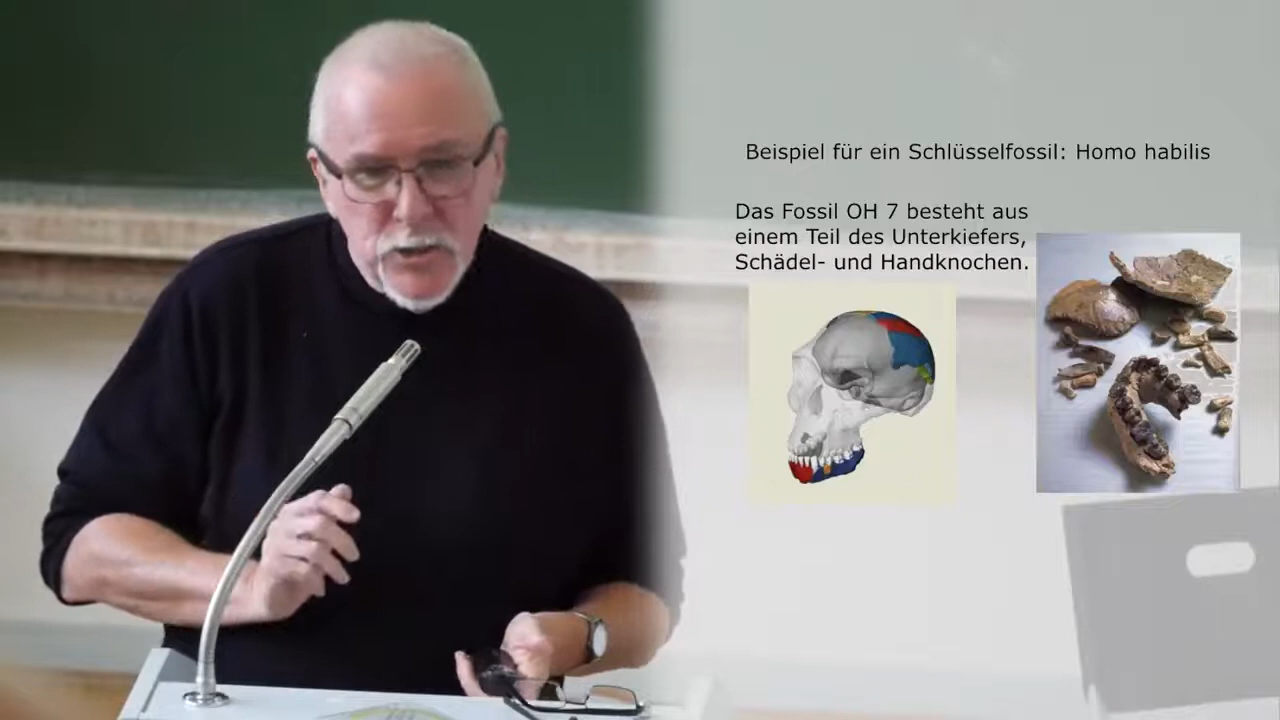 Beispiel für ein Schlüsselfossil: Homo habilis
Das Fossil OH 7 besteht aus
einem Teil des Unterkiefers,
Schädel- und Handknochen.